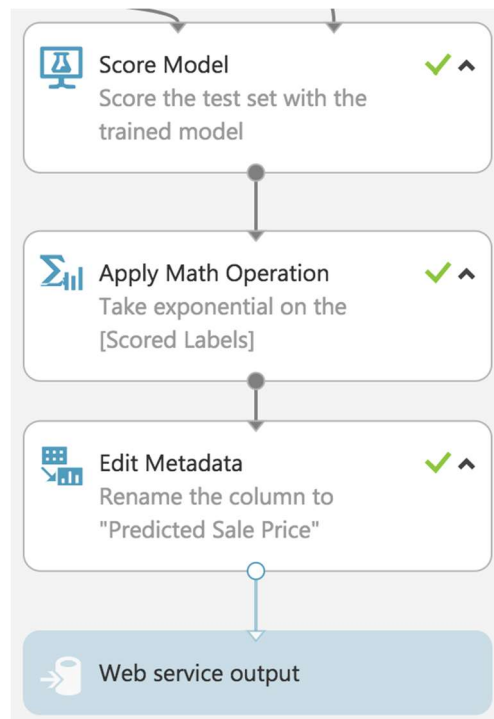 Score Model
Score the test set with the
trained model
Apply Math Operation
Take exponential on the
[Scored Labels]
Edit Metadata
Rename the column to
"Predicted Sale Price"
Web service output